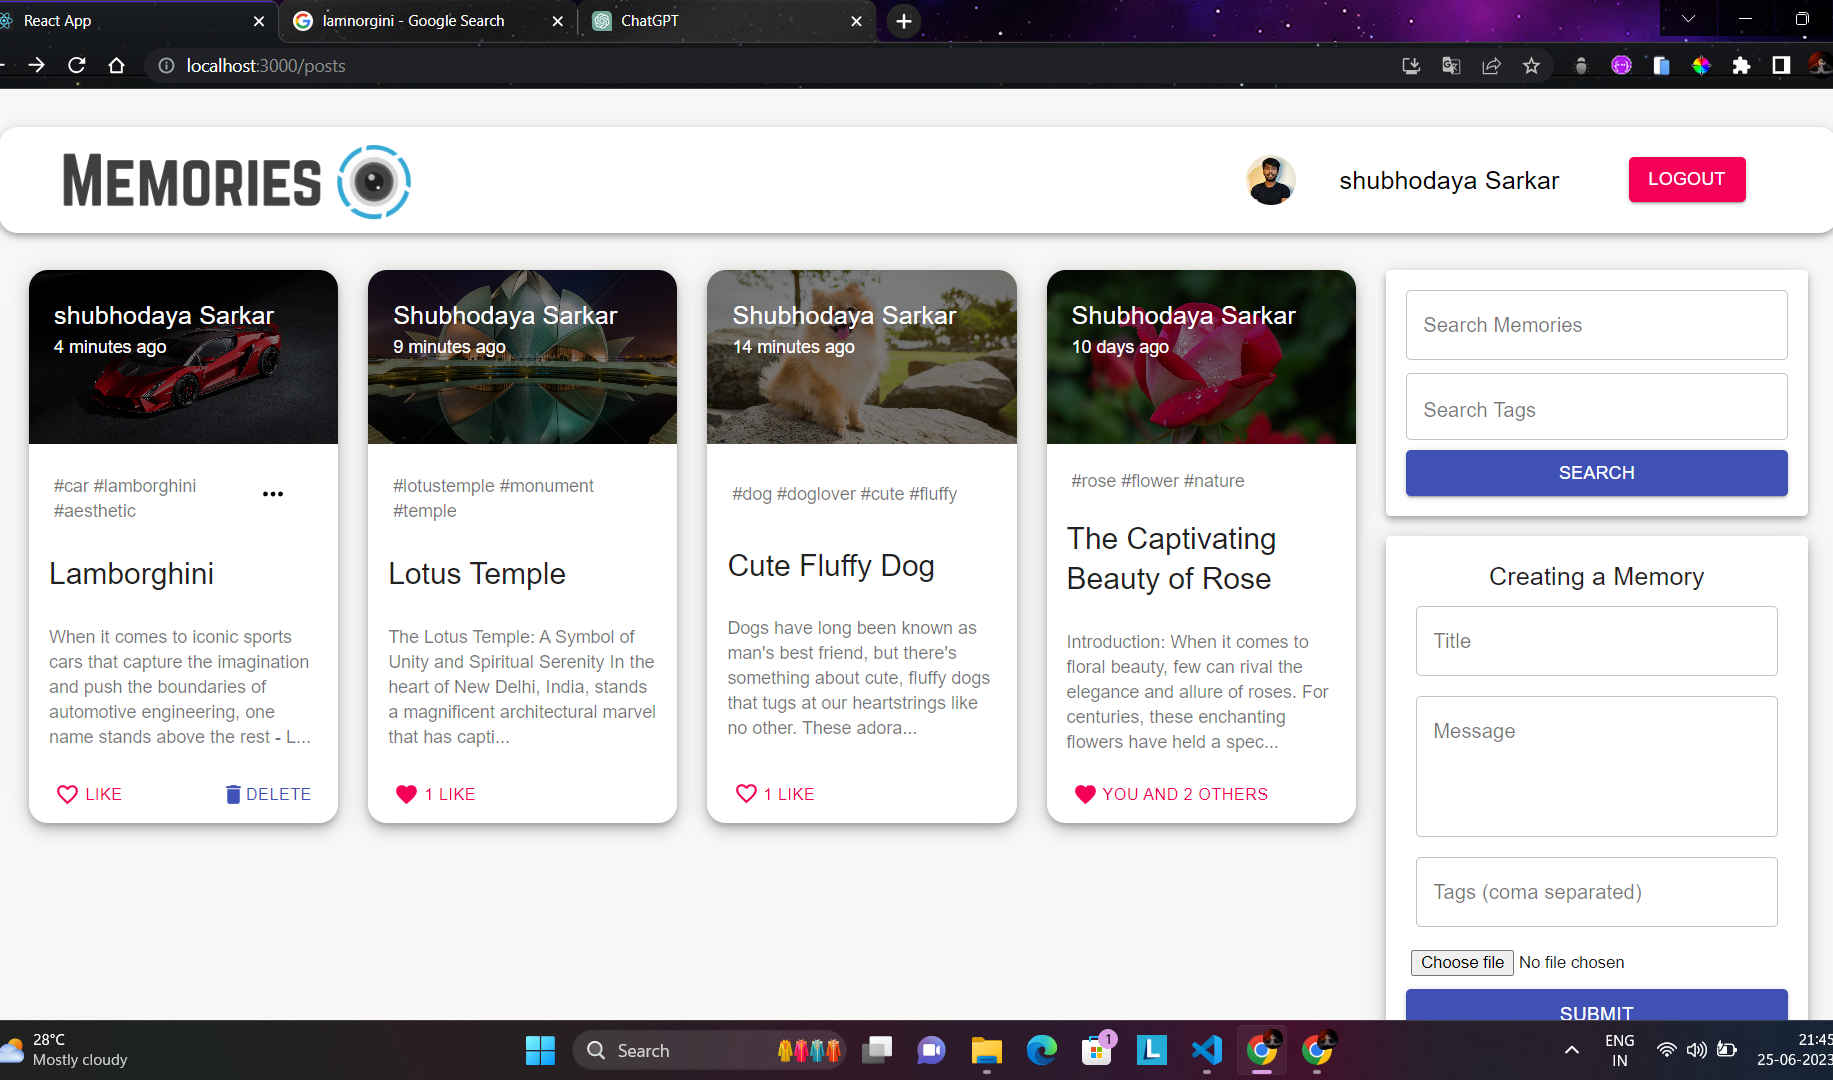 React App
lamnorgini - Google Search
ChatGPT
localhost:3000/posts
MEMORIES
shubhodaya Sarkar
LOGOUT
shubhodaya Sarkar
4 minutes ago
#car #lamborghini
#aesthetic
Lamborghini
When it comes to iconic sports
cars that capture the imagination
and push the boundaries of
automotive engineering, one
name stands above the rest - L...
LIKE
DELETE
Shubhodaya Sarkar
9 minutes ago
#lotustemple #monument
#temple
Lotus Temple
The Lotus Temple: A Symbol of
Unity and Spiritual Serenity In the
heart of New Delhi, India, stands
a magnificent architectural marvel
that has capti...
1 LIKE
Shubhodaya Sarkar
14 minutes ago
#dog #doglover #cute #fluffy
Cute Fluffy Dog
Dogs have long been known as
man's best friend, but there's
something about cute, fluffy dogs
that tugs at our heartstrings like
no other. These adora...
1 LIKE
Shubhodaya Sarkar
10 days ago
#rose #flower #nature
The Captivating
Beauty of Rose
Introduction: When it comes to
floral beauty, few can rival the
elegance and allure of roses. For
centuries, these enchanting
flowers have held a spec...
YOU AND 2 OTHERS
Search Memories
Search Tags
SEARCH
Creating a Memory
Title
Message
Tags (coma separated)
Choose file No file chosen
SUBMIT
28°C
Mostly cloudy
Search
1
L
ENG
IN
21:45
25-06-2023